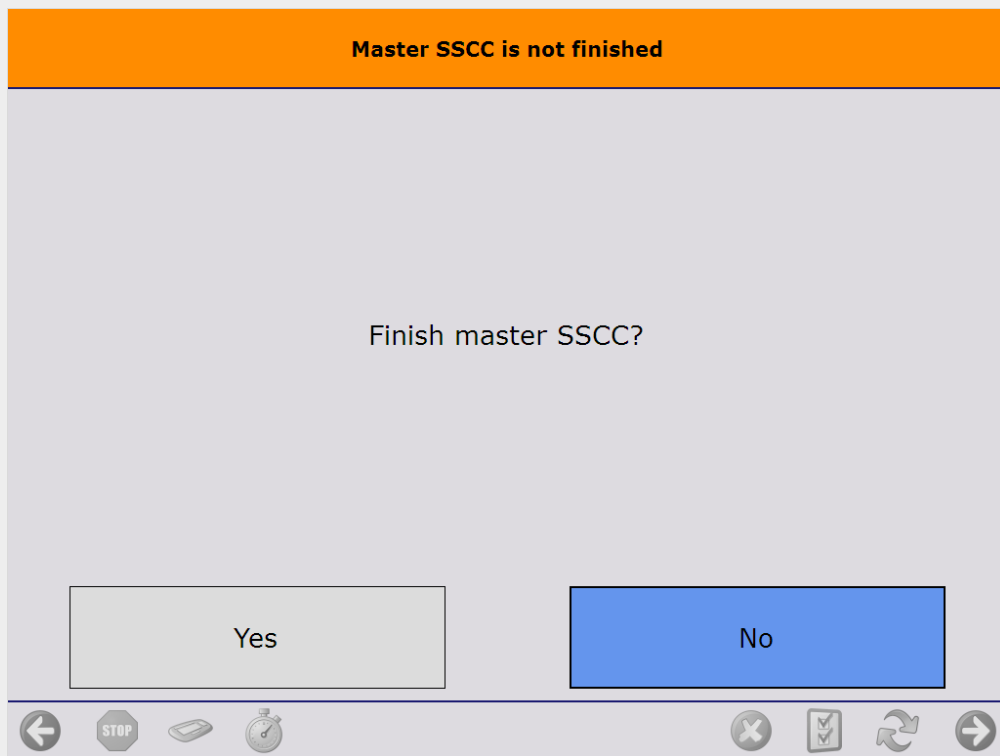 Master SSCC is not finished
Finish master SSCC?
Yes
No
STOP